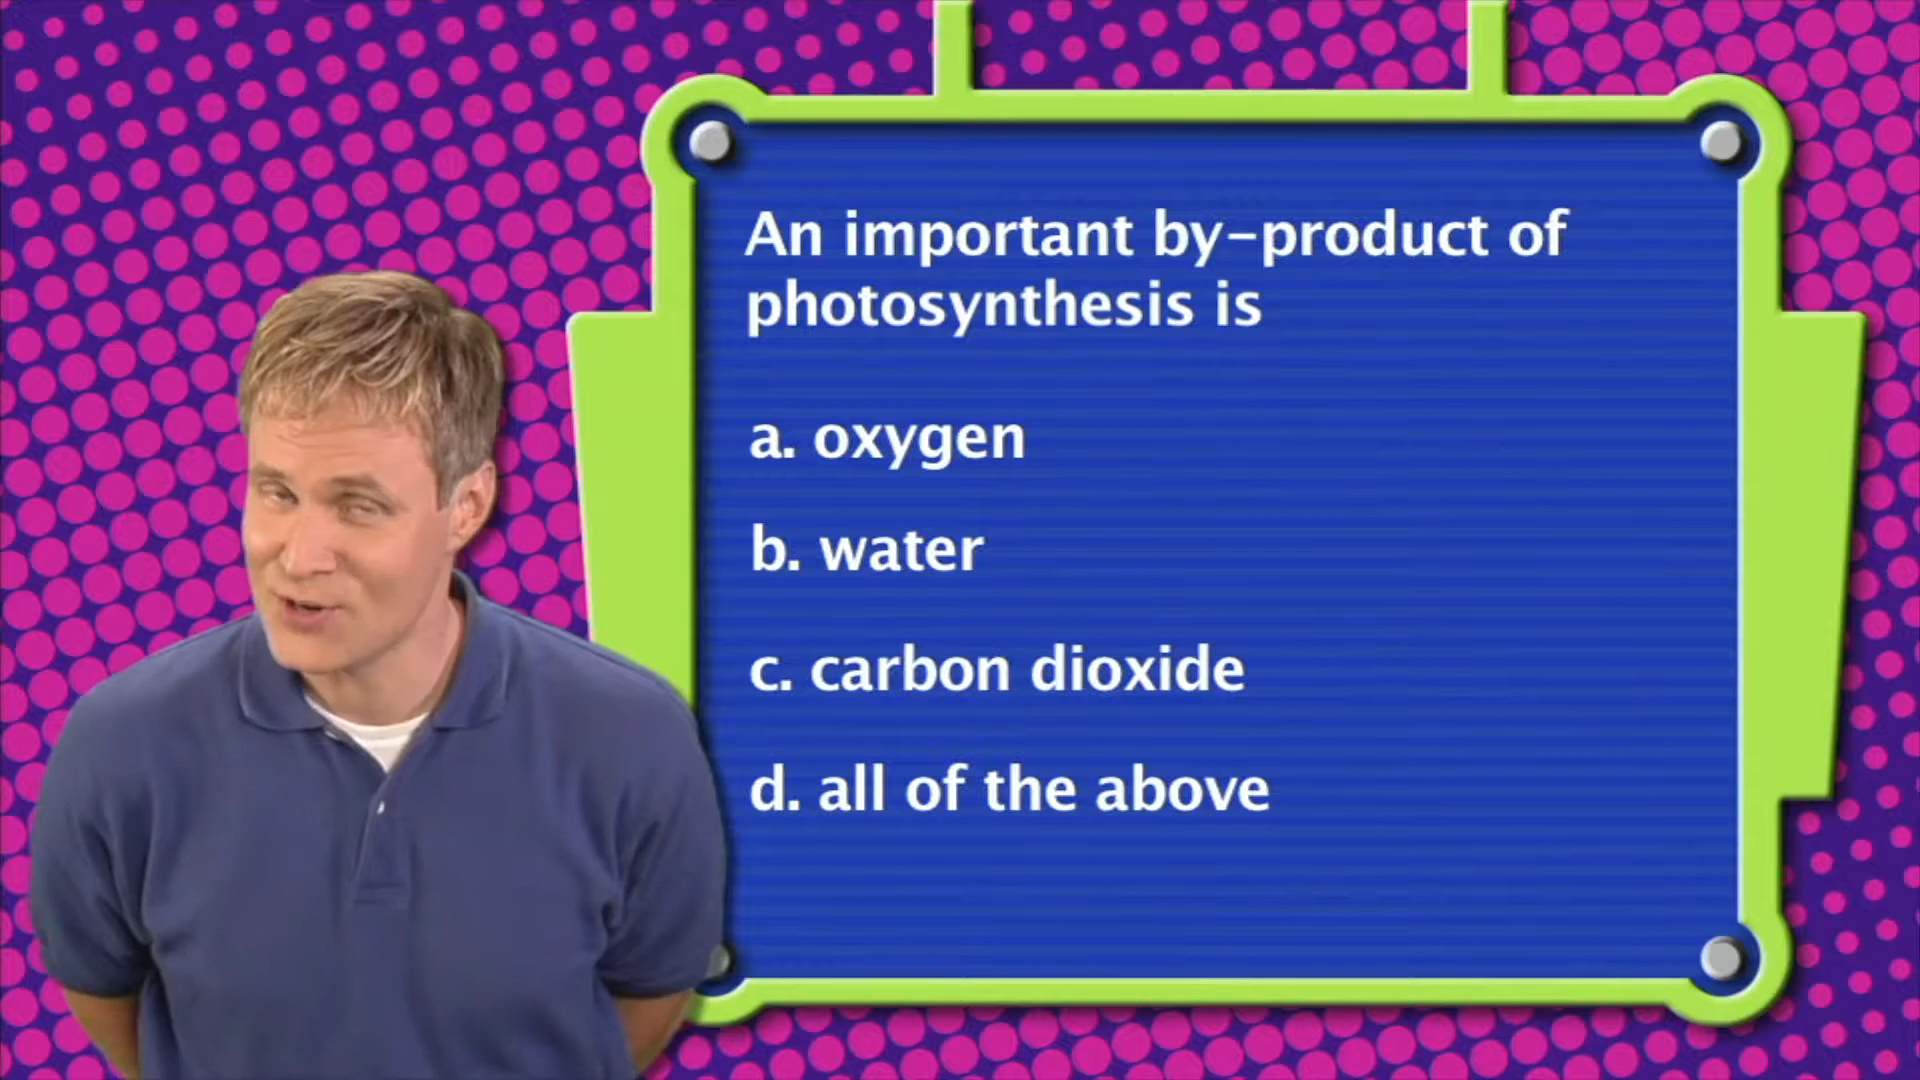 An important by-product of
photosynthesis is
a. oxygen
b. water
c. carbon dioxide
d. all of the above